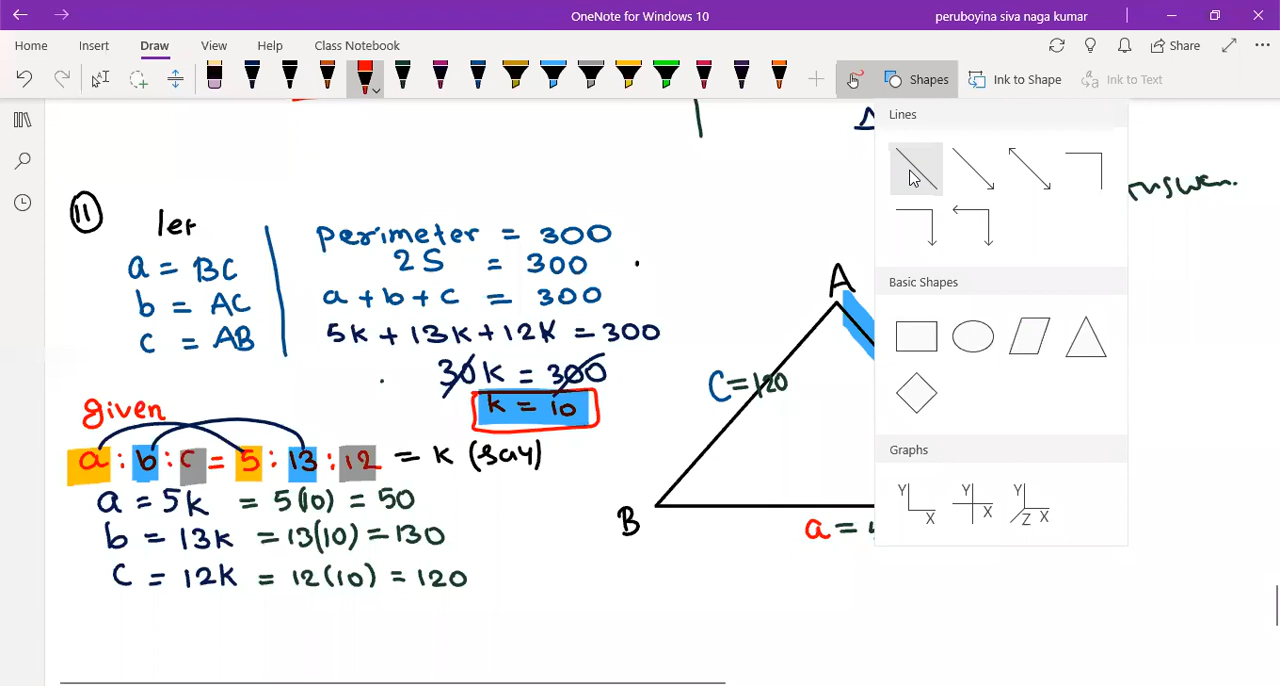 OneNote for Windows 10
peruboyina siva naga kumar
Home Insert Draw View Help Class Notebook
Share
Shapes
Ink to Shape
Ink to Text
Lines
Basic Shapes
Graphs
Y X Y X Y Z X
answer.
11
let
a = BC
b = AC
c = AB
perimeter = 300
2S = 300
a + b + c = 300
5k + 13k + 12k = 300
30k = 300
k = 10
given
a : b : c = 5 : 13 : 12 = k (say)
a = 5k = 5(10) = 50
b = 13k = 13(10) = 130
c = 12k = 12(10) = 120
A
C = 120
B
a =